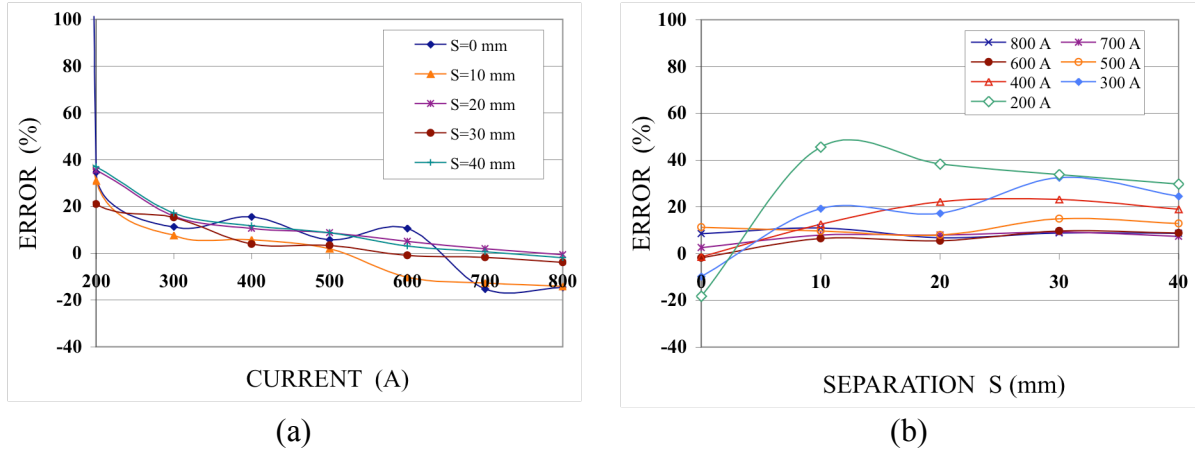 100
80
60
40
20
0
-20
-40
ERROR (%)
200 300 400 500 600 700 800
CURRENT (A)
S=0 mm
S=10 mm
S=20 mm
S=30 mm
S=40 mm
(a)
100
80
60
40
20
0
-20
-40
ERROR (%)
0 10 20 30 40
SEPARATION S (mm)
800 A 700 A
600 A 500 A
400 A 300 A
200 A
(b)